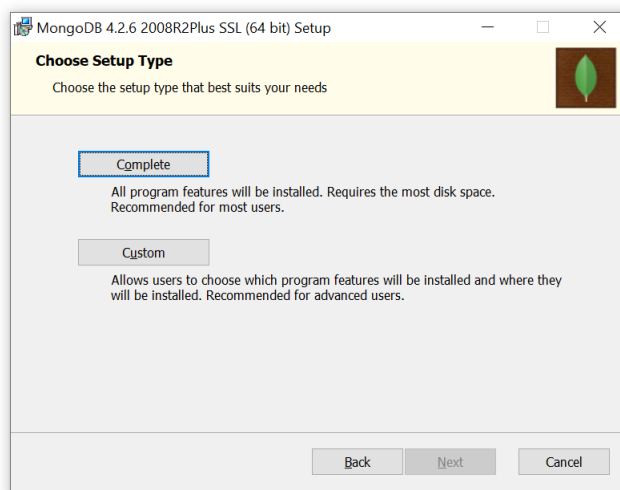 MongoDB 4.2.6 2008R2Plus SSL (64 bit) Setup
Choose Setup Type
Choose the setup type that best suits your needs
Complete
All program features will be installed. Requires the most disk space.
Recommended for most users.
Custom
Allows users to choose which program features will be installed and where they
will be installed. Recommended for advanced users.
Back Next Cancel